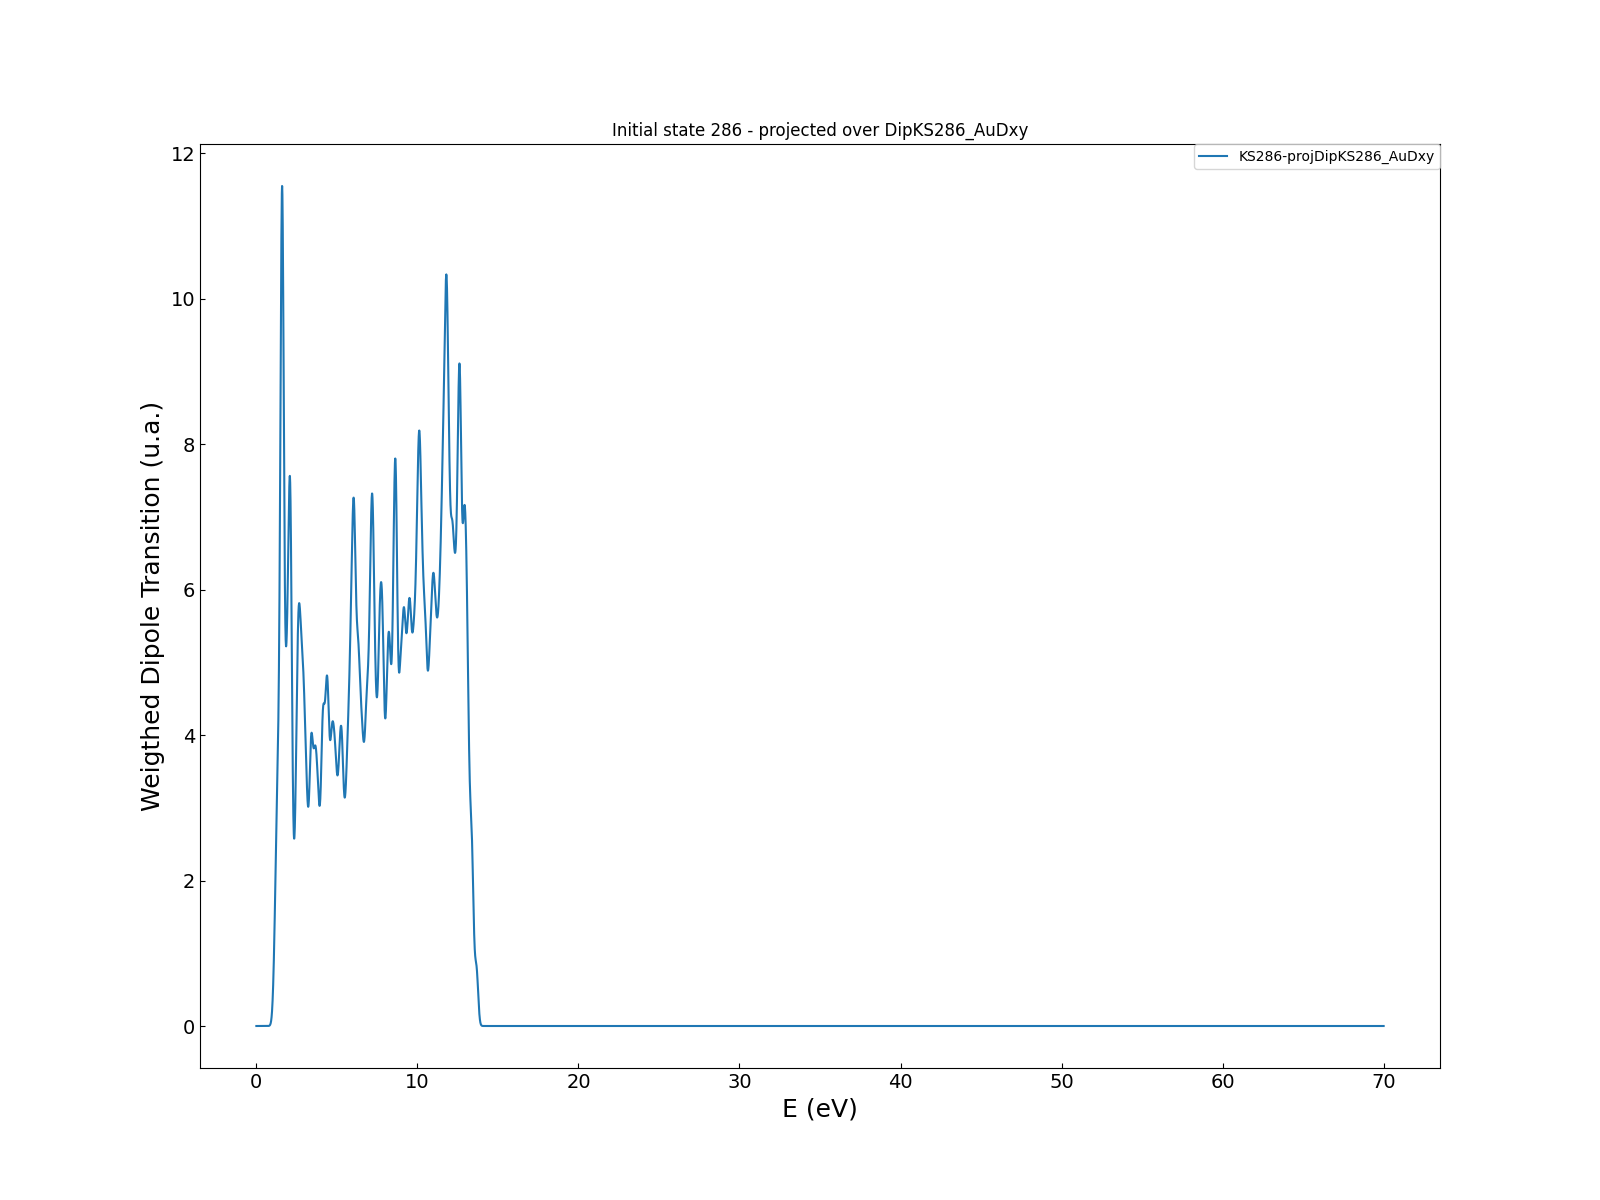 Initial state 286 - projected over DipKS286_AuDxy
KS286-projDipKS286_AuDxy
Weigthed Dipole Transition (u.a.)
12
10
8
6
4
2
0
0 10 20 30 40 50 60 70
E (eV)